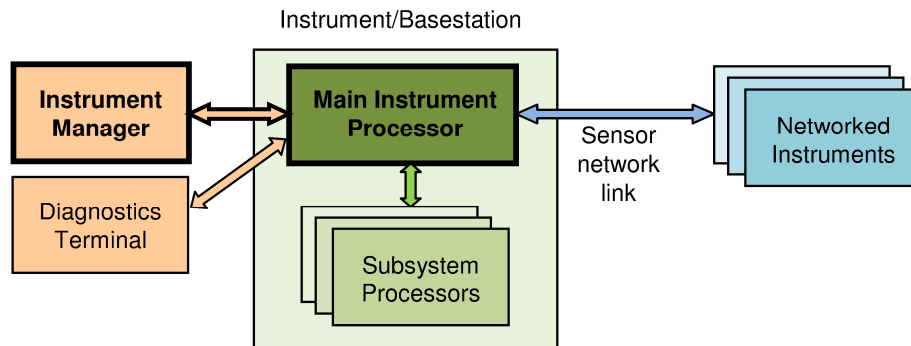 Instrument/Basestation
Instrument
Manager
Main Instrument
Processor
Sensor
network
link
Networked
Instruments
Diagnostics
Terminal
Subsystem
Processors